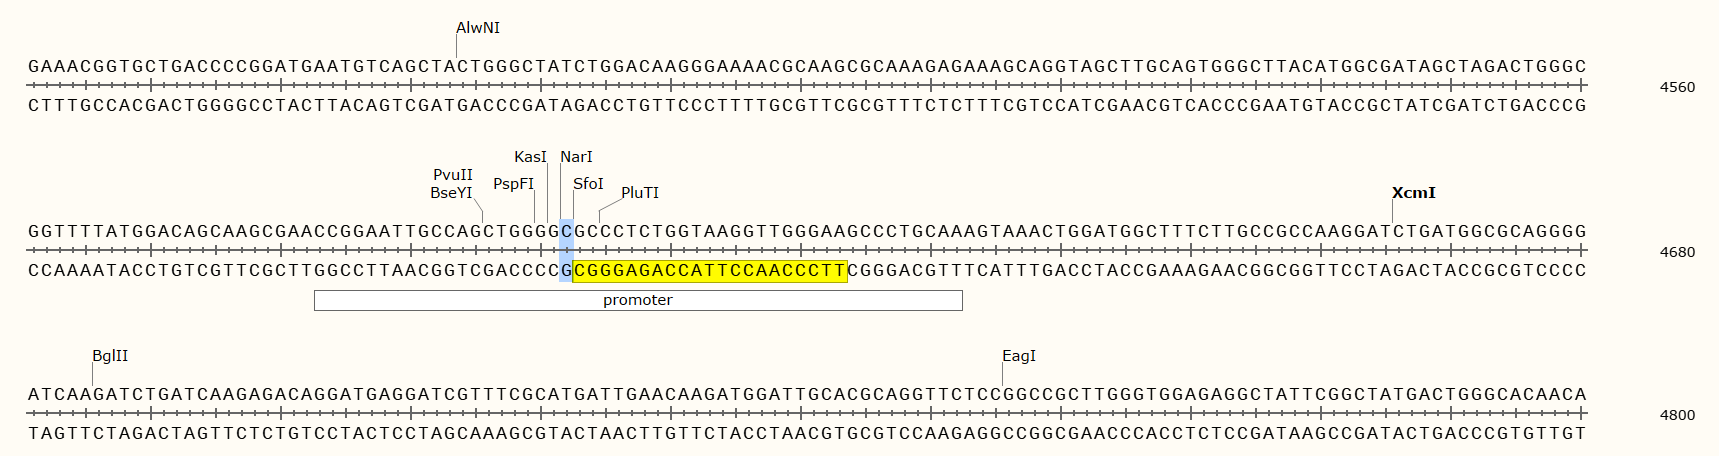 AlwNI
GAAACGGTGCTGACCCCGGATGAATGTCAGCTACTGGGCTATCTGGACAAGGGAAAACGCAAGCGCAAAGAGAAAGCAGGTAGCTTGCAGTGGGCTTACATGGCGATAGCTAGACTGGGC
4560
CTTTGCCACGACTGGGGCCTACTTACAGTCGATGACCCGATAGACCTGTTCCCTTTTGCGTTCGCGTTTCTCTTTCGTCCATCGAACGTCACCCGAATGTACCGCTATCGATCTGACCCG
KasI NarI
PvuII PspFI SfoI
BseYI PluTI XcmI
GGTTTTATGGACAGCAAGCGAACCGGAATTGCCAGCTGGGGCGCCCTCTGGTAAGGTTGGGAAGCCCTGCAAAGTAAACTGGATGGCTTTCTTGCCGCCAAGGATCTGATGGCGCAGGGG
4680
CCAAAATACCTGTCGTTCGCTTGGCCTTAACGGTCGACCCCGCGGGAGACCATTCCAACCCTTCGGGACGTTTCATTTGACCTACCGAAAGAACGGCGGTTCCTAGACTACCGCGTCCCC
promoter
BglII EagI
ATCAAGATCTGATCAAGAGACAGGATGAGGATCGTTTCGCATGATTGAACAAGATGGATTGCACGCAGGTTCTCCGGCCGCTTGGGTGGAGAGGCTATTCGGCTATGACTGGGCACAACA
4800
TAGTTCTAGACTAGTTCTCTGTCCTACTCCTAGCAAAGCGTACTAACTTGTTCTACCTAACGTGCGTCCAAGAGGCCGGCGAACCCACCTCTCCGATAAGCCGATACTGACCCGTGTTGT